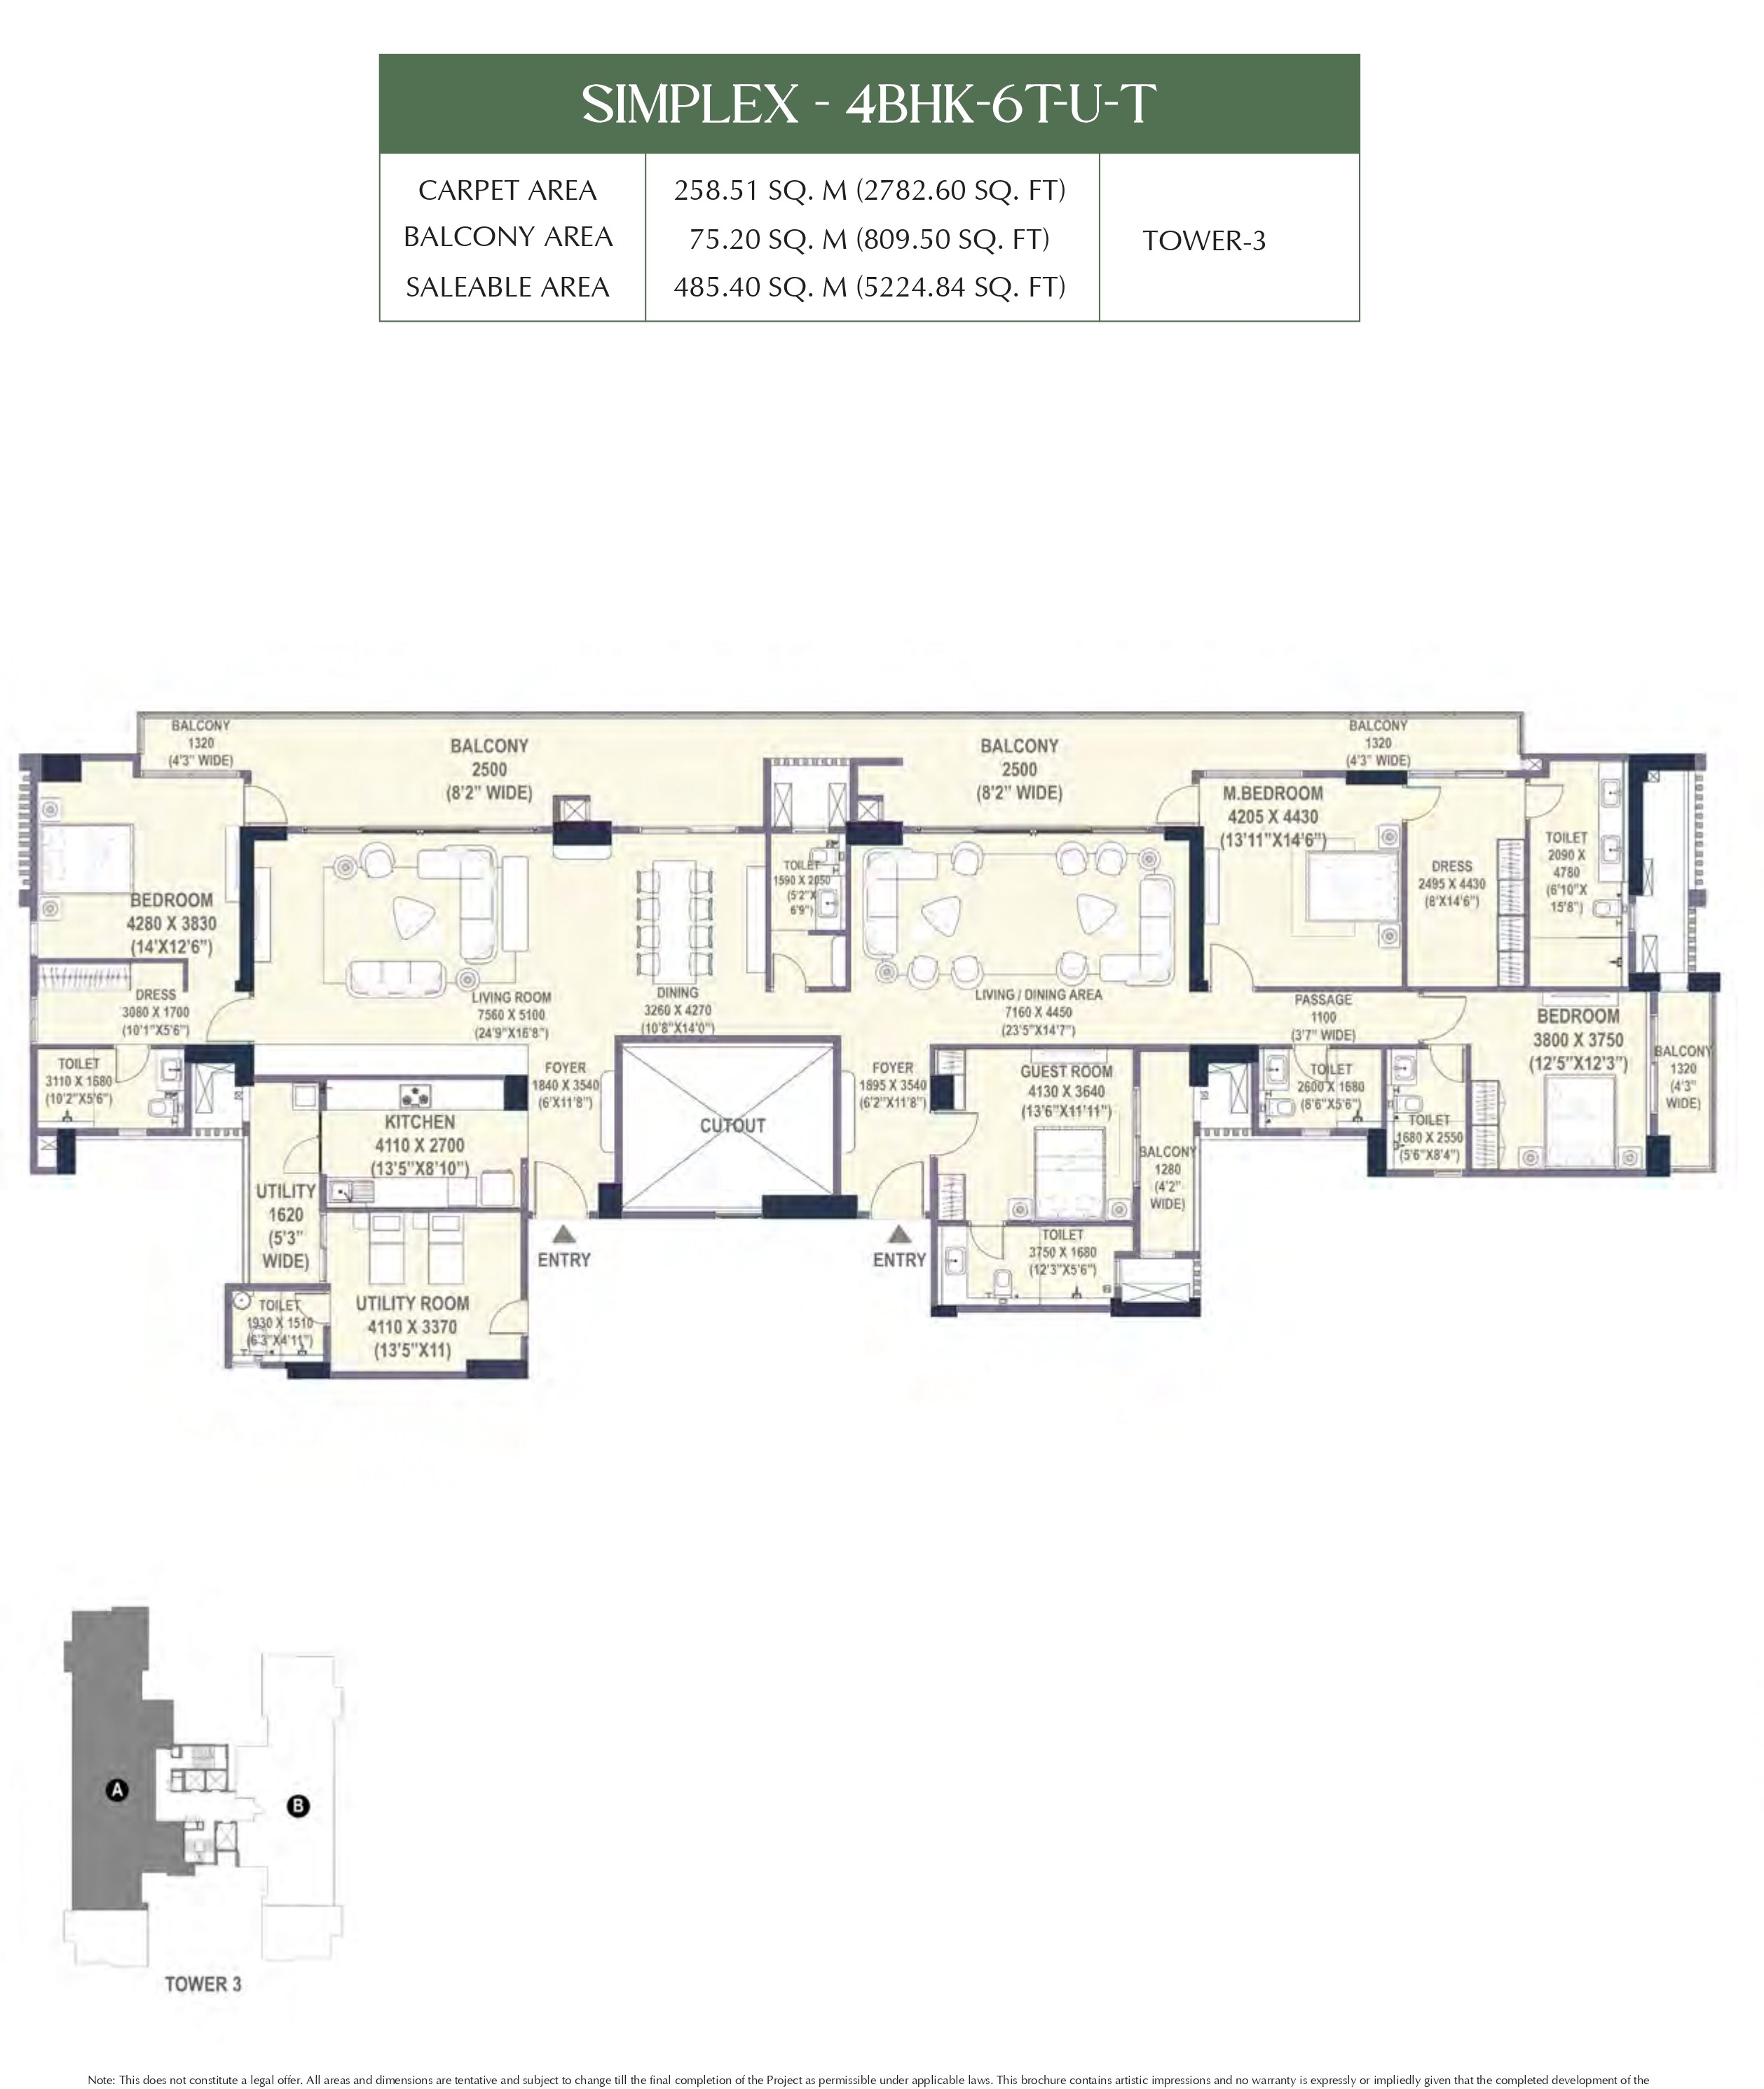 SIMPLEX - 4BHK-6T-U-T
CARPET AREA
258.51 SQ. M (2782.60 SQ. FT)
BALCONY AREA
75.20 SQ. M (809.50 SQ. FT)
TOWER-3
SALEABLE AREA
485.40 SQ. M (5224.84 SQ. FT)
BALCONY
1320
(4'3" WIDE)
BALCONY
2500
(8'2" WIDE)
BALCONY
2500
(8'2" WIDE)
BALCONY
1320
(4'3" WIDE)
BEDROOM
4280 X 3830
(14'X12'6")
TOILET
1590 X 2050
(5'2"X
6'9")
M.BEDROOM
4205 X 4430
(13'11"X14'6")
DRESS
2495 X 4430
(8'X14'6")
TOILET
2090 X
4780
(6'10"X
15'8")
DRESS
3080 X 1700
(10'1"X5'6")
LIVING ROOM
7560 X 5100
(24'9"X16'8")
DINING
3260 X 4270
(10'8"X14'0")
LIVING / DINING AREA
7160 X 4450
(23'5"X14'7")
PASSAGE
1100
(3'7" WIDE)
BEDROOM
3800 X 3750
(12'5"X12'3")
BALCONY
1320
(4'3"
WIDE)
TOILET
3110 X 1680
(10'2"X5'6")
FOYER
1840 X 3540
(6'X11'8")
CUTOUT
FOYER
1895 X 3540
(6'2"X11'8")
GUEST ROOM
4130 X 3640
(13'6"X11'11")
TOILET
2600 X 1680
(8'6"X5'6")
TOILET
1680 X 2550
(5'6"X8'4")
KITCHEN
4110 X 2700
(13'5"X8'10")
BALCONY
1280
(4'2"
WIDE)
UTILITY
1620
(5'3"
WIDE)
ENTRY
ENTRY
TOILET
3750 X 1680
(12'3"X5'6")
TOILET
1930 X 1510
(6'3"X4'11")
UTILITY ROOM
4110 X 3370
(13'5"X11)
A
B
TOWER 3
Note: This does not constitute a legal offer. All areas and dimensions are tentative and subject to change till the final completion of the Project as permissible under applicable laws. This brochure contains artistic impressions and no warranty is expressly or impliedly given that the completed development of the